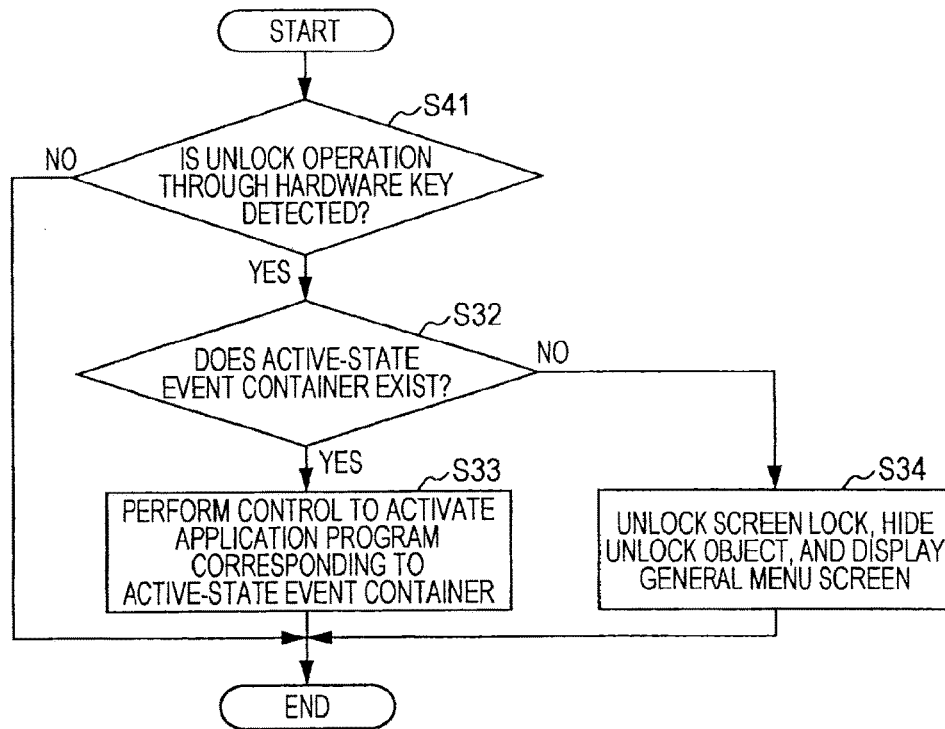 START
S41
NO
IS UNLOCK OPERATION
THROUGH HARDWARE KEY
DETECTED?
YES
S32
DOES ACTIVE-STATE
EVENT CONTAINER EXIST?
NO
YES
S33
PERFORM CONTROL TO ACTIVATE
APPLICATION PROGRAM
CORRESPONDING TO
ACTIVE-STATE EVENT CONTAINER
S34
UNLOCK SCREEN LOCK, HIDE
UNLOCK OBJECT, AND DISPLAY
GENERAL MENU SCREEN
END